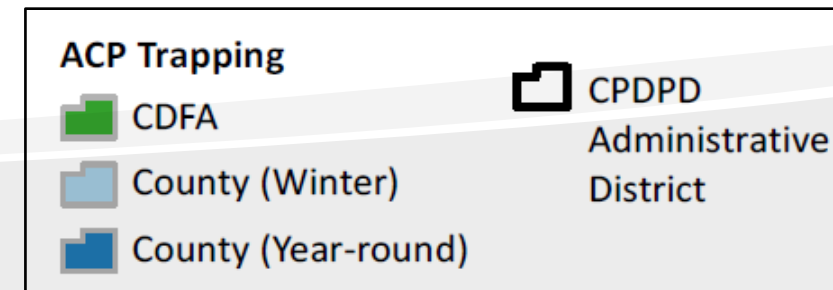 ACP Trapping
CDFA
County (Winter)
County (Year-round)
CPDPD
Administrative
District